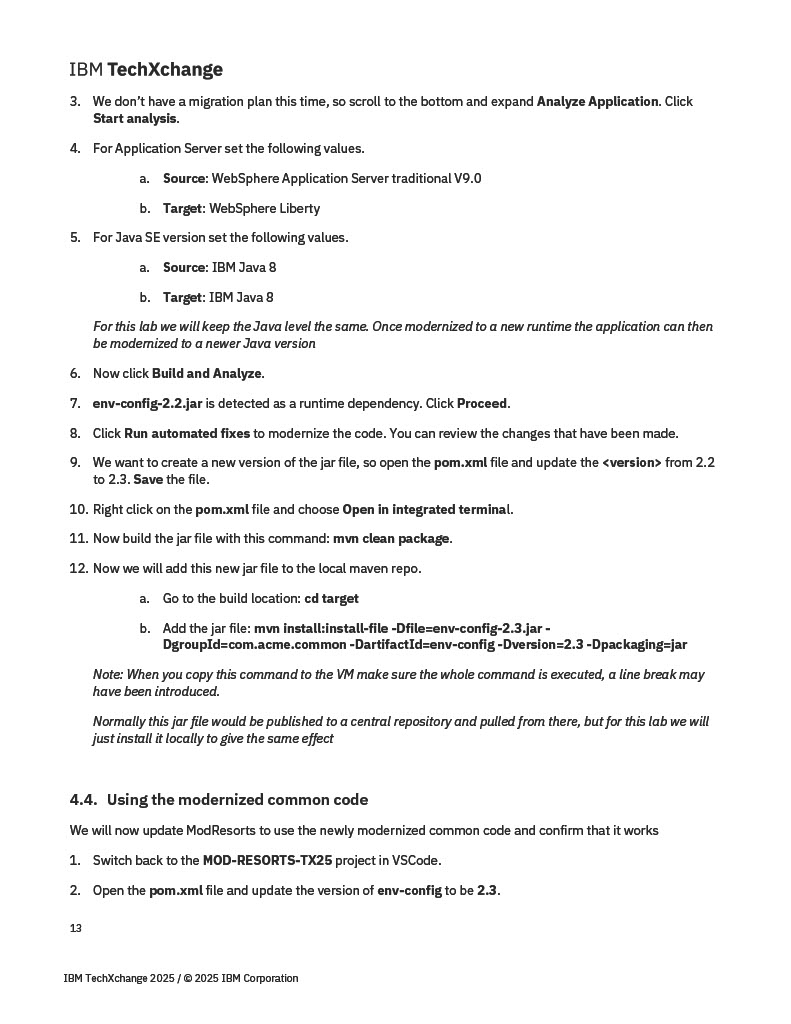 IBM TechXchange
3. We don't have a migration plan this time, so scroll to the bottom and expand Analyze Application. Click
Start analysis.
4. For Application Server set the following values.
a. Source: WebSphere Application Server traditional V9.0
b. Target: WebSphere Liberty
5. For Java SE version set the following values.
a. Source: IBM Java 8
b. Target: IBM Java 8
For this lab we will keep the Java level the same. Once modernized to a new runtime the application can then
be modernized to a newer Java version
6. Now click Build and Analyze.
7. env-config-2.2.jar is detected as a runtime dependency. Click Proceed.
8. Click Run automated fixes to modernize the code. You can review the changes that have been made.
9. We want to create a new version of the jar file, so open the pom.xml file and update the <version> from 2.2
to 2.3. Save the file.
10. Right click on the pom.xml file and choose Open in integrated terminal.
11. Now build the jar file with this command: mvn clean package.
12. Now we will add this new jar file to the local maven repo.
a. Go to the build location: cd target
b. Add the jar file: mvn install:install-file -Dfile=env-config-2.3.jar -
DgroupId=com.acme.common -DartifactId=env-config -Dversion=2.3 -Dpackaging=jar
Note: When you copy this command to the VM make sure the whole command is executed, a line break may
have been introduced.
Normally this jar file would be published to a central repository and pulled from there, but for this lab we will
just install it locally to give the same effect
4.4. Using the modernized common code
We will now update ModResorts to use the newly modernized common code and confirm that it works
1. Switch back to the MOD-RESORTS-TX25 project in VSCode.
2. Open the pom.xml file and update the version of env-config to be 2.3.
13
IBM TechXchange 2025 / © 2025 IBM Corporation